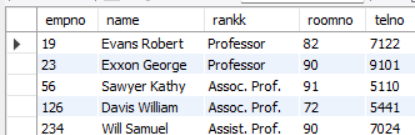 empno name rankk roomno telno
19 Evans Robert Professor 82 7122
23 Exxon George Professor 90 9101
56 Sawyer Kathy Assoc. Prof. 91 5110
126 Davis William Assoc. Prof. 72 5441
234 Will Samuel Assist. Prof. 90 7024